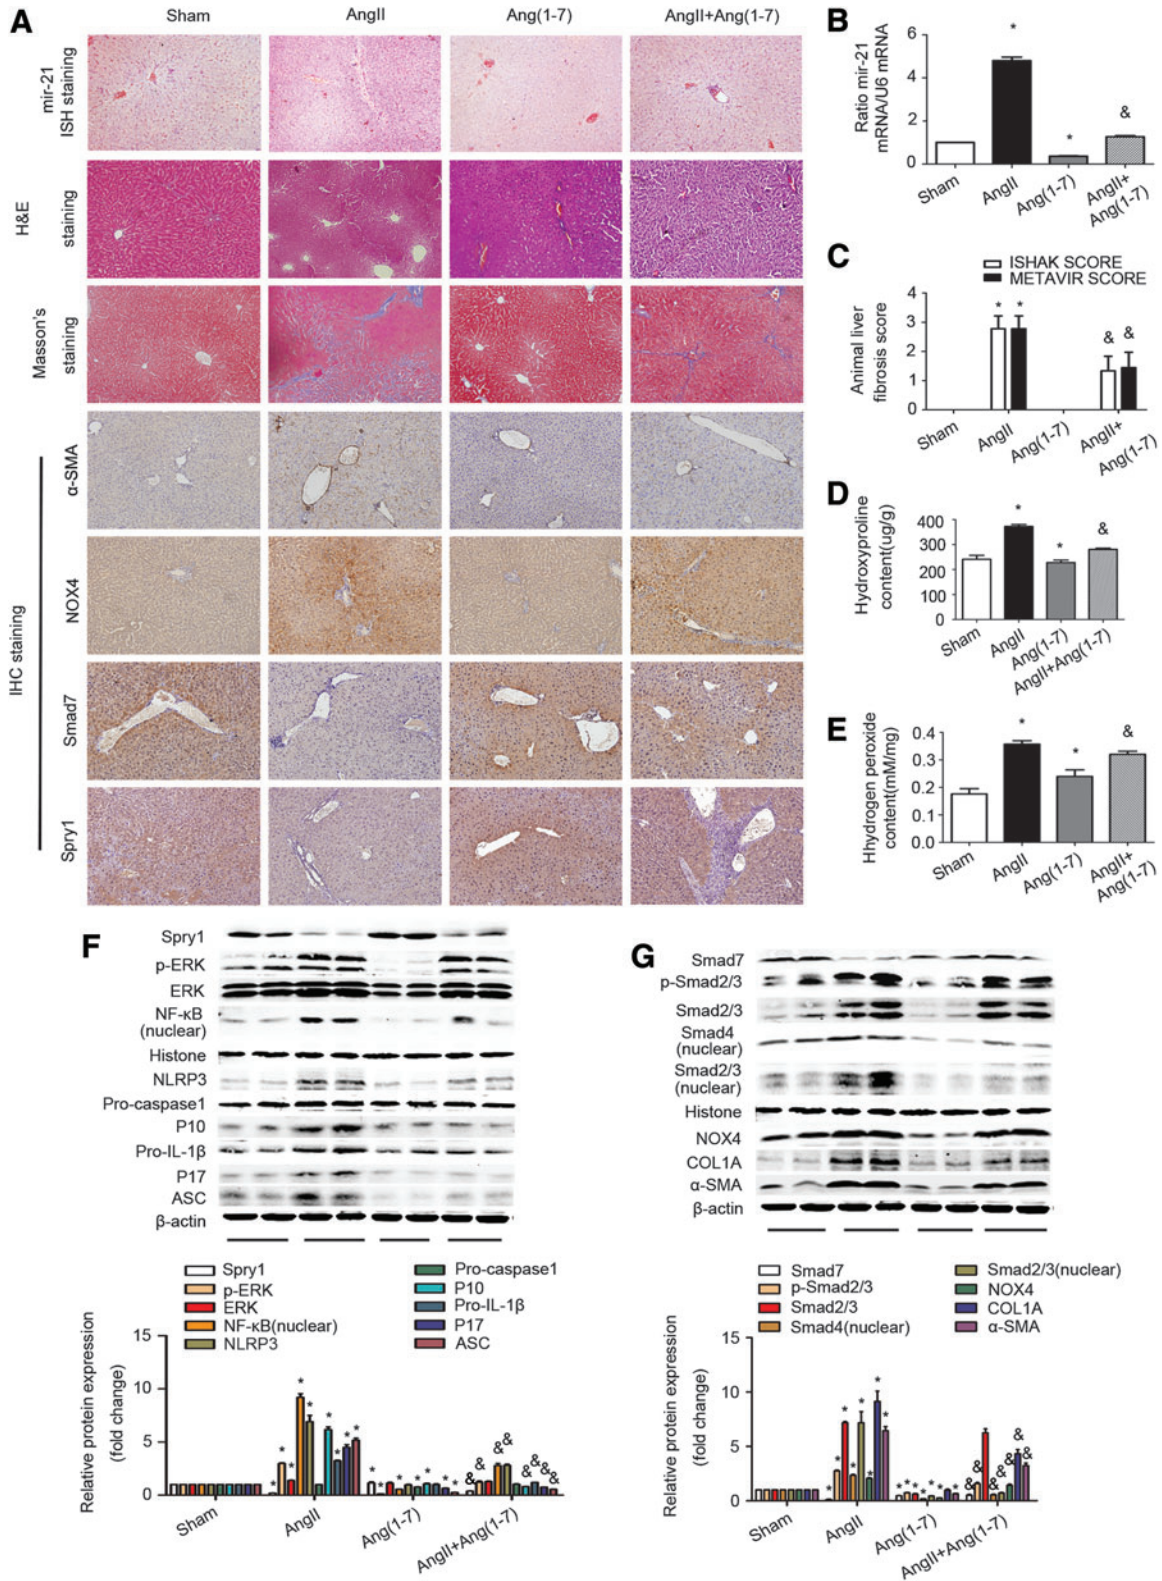 A
Sham
AngII
Ang(1-7)
AngII+Ang(1-7)
mir-21
ISH staining
H&E
staining
Masson's
staining
IHC staining
α-SMA
NOX4
Smad7
Spry1
B
Ratio mir-21
mRNA/U6 mRNA
6
4
2
0
*
*
&
Sham
AngII
Ang(1-7)
AngII+
Ang(1-7)
C
ISHAK SCORE
METAVIR SCORE
Animal liver
fibrosis score
4
3
2
1
0
* *
& &
Sham
AngII
Ang(1-7)
AngII+
Ang(1-7)
D
Hydroxyproline
content(ug/g)
400
300
200
100
0
*
*
&
Sham
AngII
Ang(1-7)
AngII+Ang(1-7)
E
Hhydrogen peroxide
content(mM/mg)
0.4
0.3
0.2
0.1
0.0
*
*
&
Sham
AngII
Ang(1-7)
AngII+
Ang(1-7)
F
Spry1
p-ERK
ERK
NF-κB
(nuclear)
Histone
NLRP3
Pro-caspase1
P10
Pro-IL-1β
P17
ASC
β-actin
Spry1
p-ERK
ERK
NF-κB(nuclear)
NLRP3
Pro-caspase1
P10
Pro-IL-1β
P17
ASC
Relative protein expression
(fold change)
15
10
5
0
Sham
AngII
Ang(1-7)
AngII+Ang(1-7)
G
Smad7
p-Smad2/3
Smad2/3
Smad4
(nuclear)
Smad2/3
(nuclear)
Histone
NOX4
COL1A
α-SMA
β-actin
Smad7
p-Smad2/3
Smad2/3
Smad4(nuclear)
Smad2/3(nuclear)
NOX4
COL1A
α-SMA
Relative protein expression
(fold change)
15
10
5
0
Sham
AngII
Ang(1-7)
AngII+Ang(1-7)